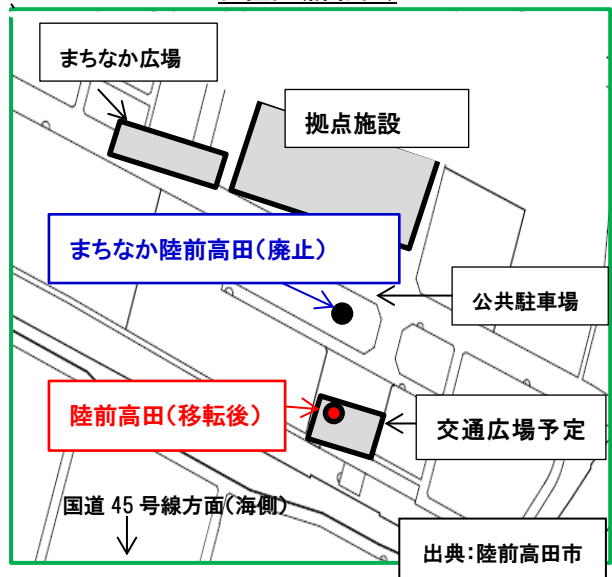 まちなか広場
拠点施設
まちなか陸前高田(廃止)
公共駐車場
陸前高田(移転後)
交通広場予定
国道 45 号線方面(海側)
出典:陸前高田市